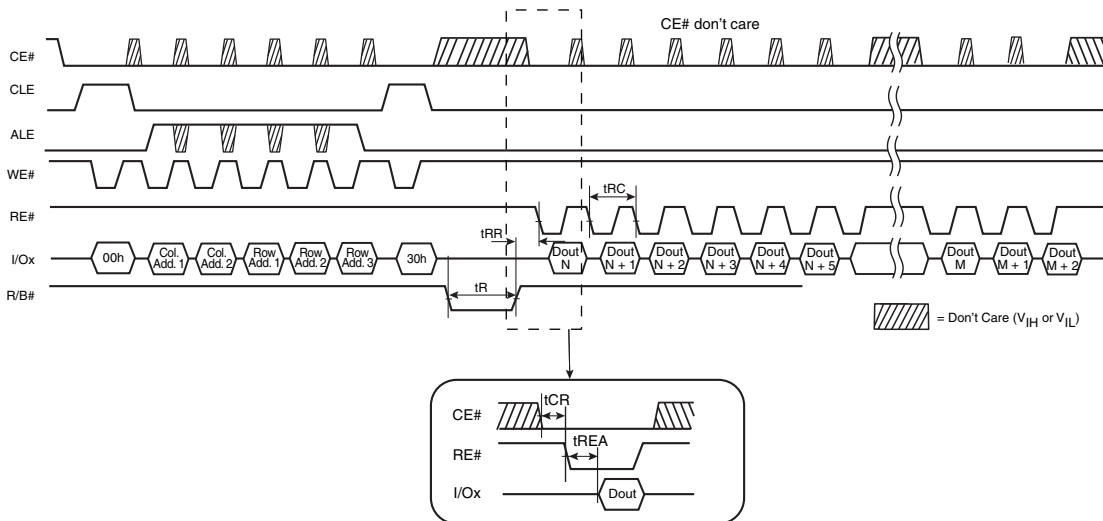 CE# don't care
CE#
CLE
ALE
WE#
tRC
RE#
tRR
I/Ox
00h
Col.
Add. 1
Col.
Add. 2
Row
Add. 1
Row
Add. 2
Row
Add. 3
30h
Dout
N
Dout
N + 1
Dout
N + 2
Dout
N + 3
Dout
N + 4
Dout
N + 5
Dout
M
Dout
M + 1
Dout
M + 2
R/B#
tR
= Don't Care (VIH or VIL)
tCR
CE#
tREA
RE#
I/Ox
Dout